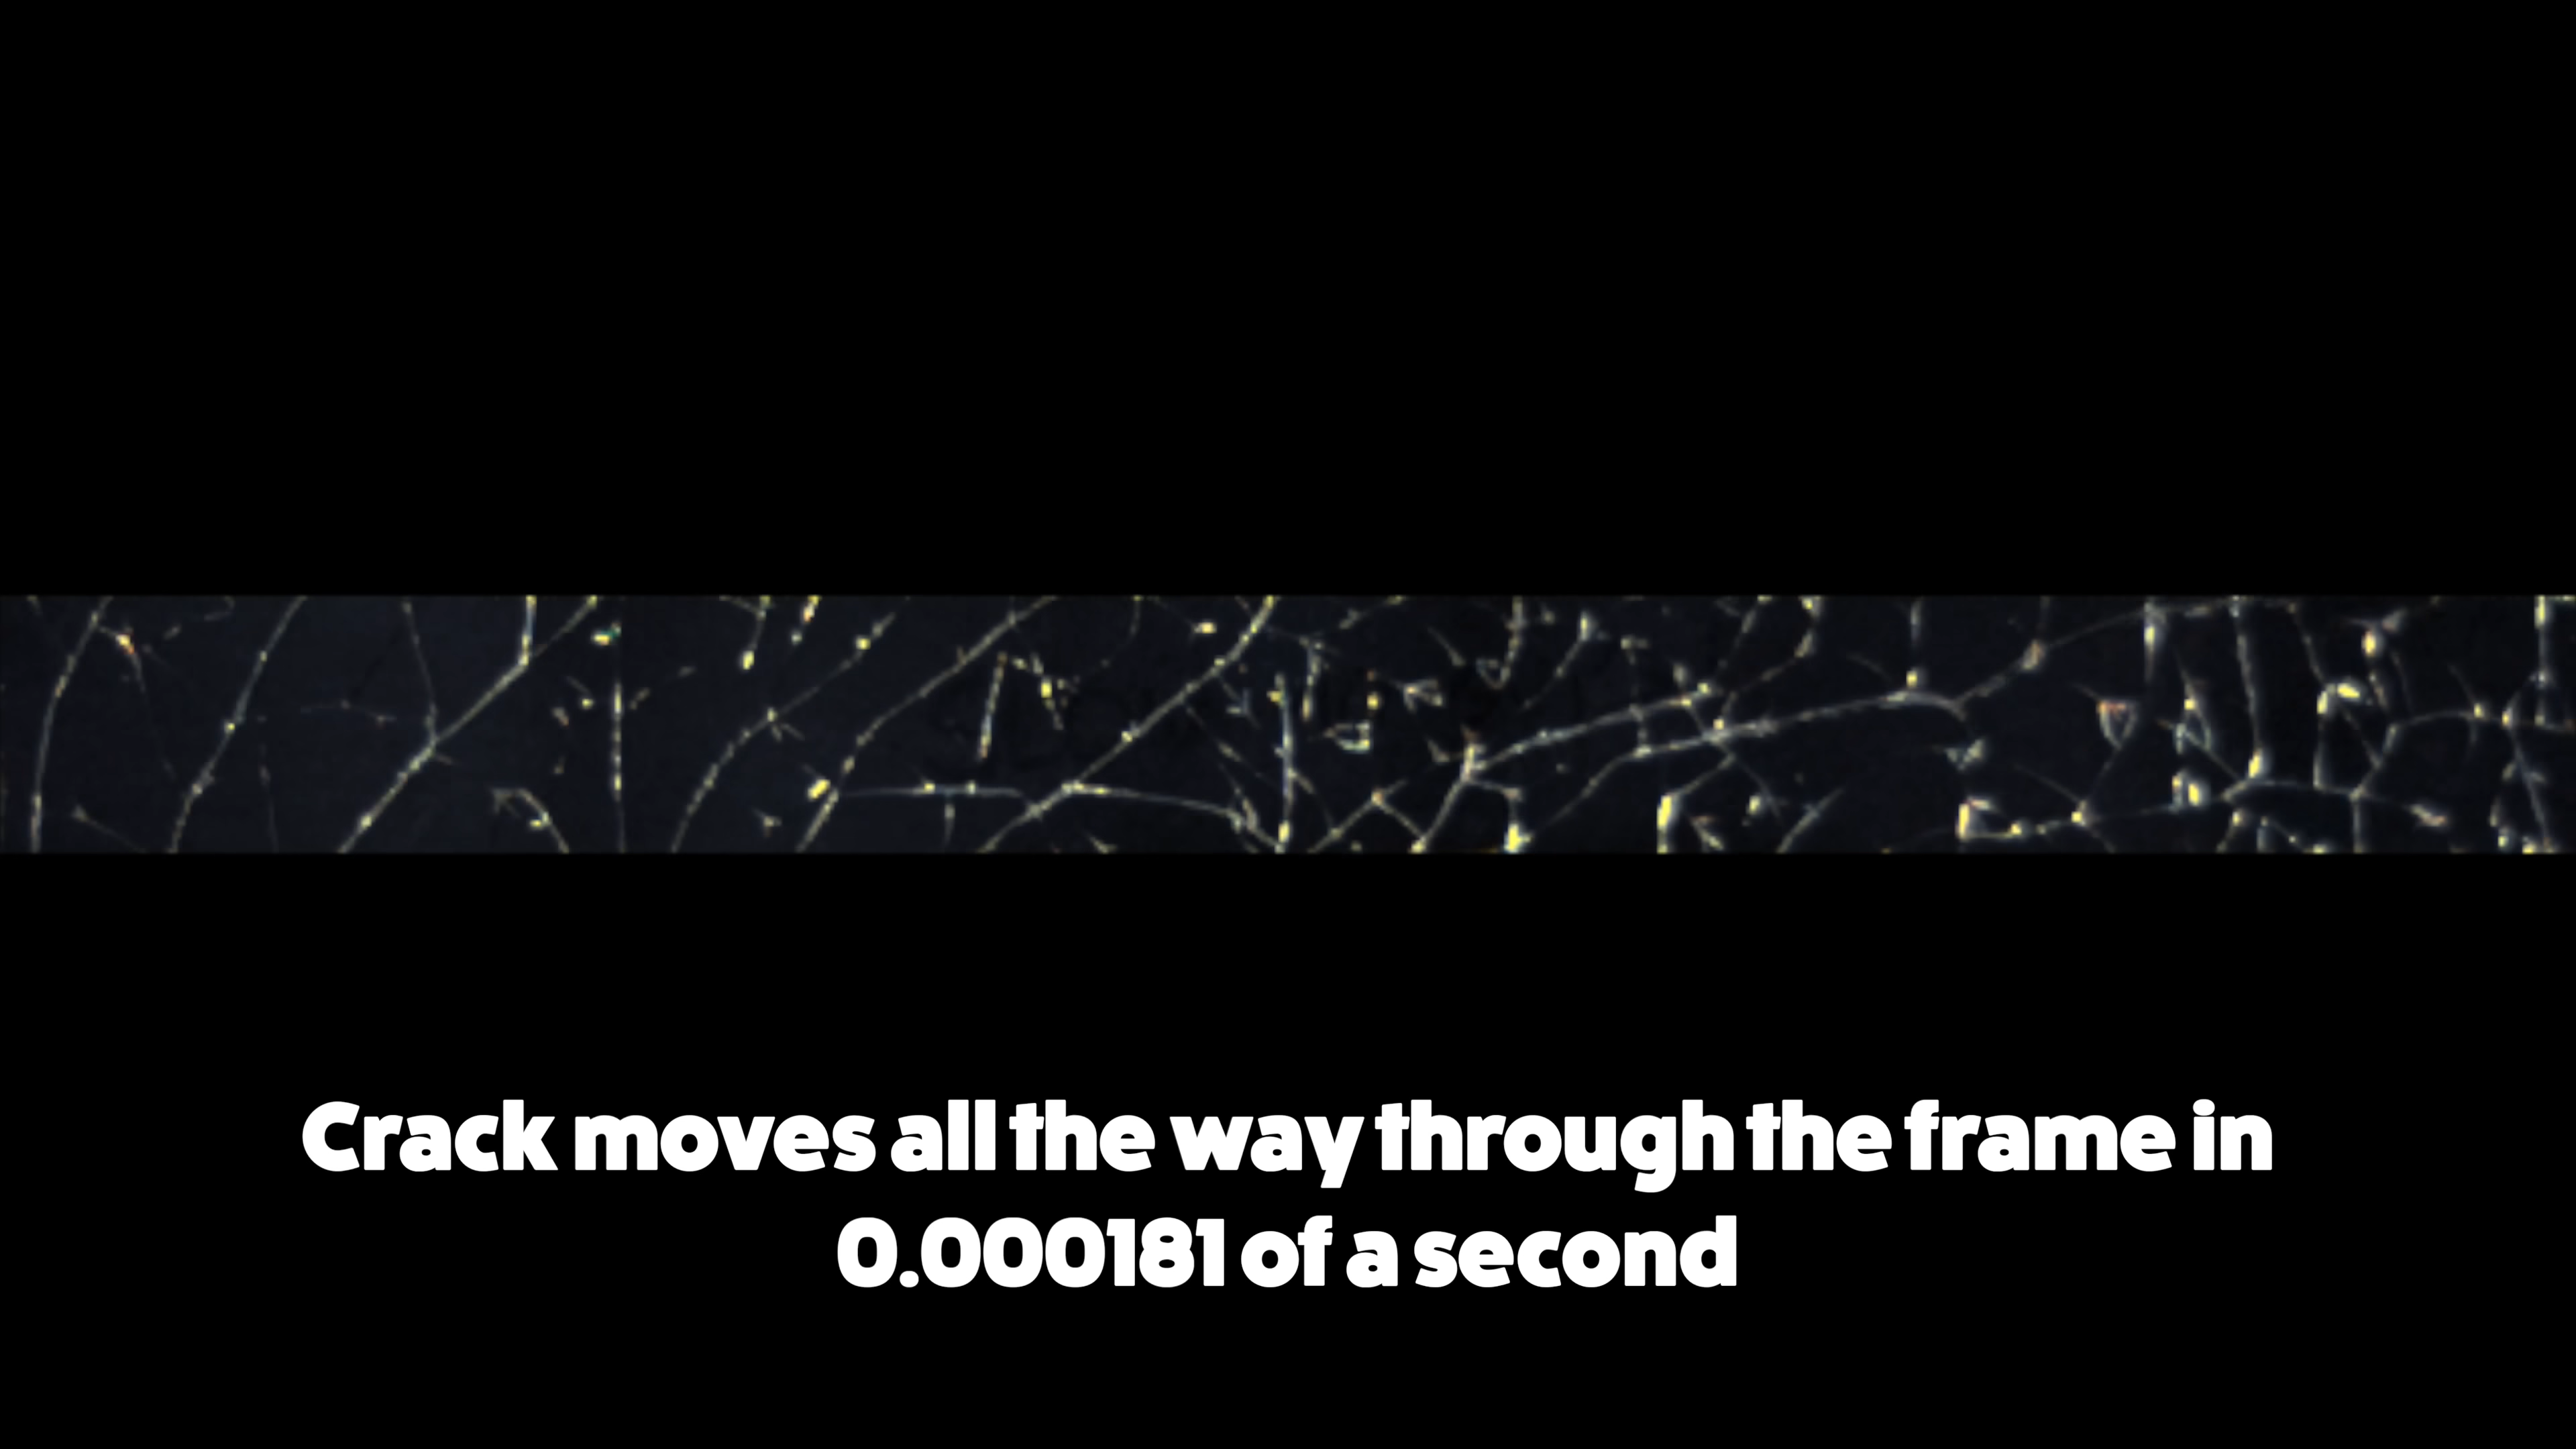 Crack moves all the way through the frame in
0.000181 of a second